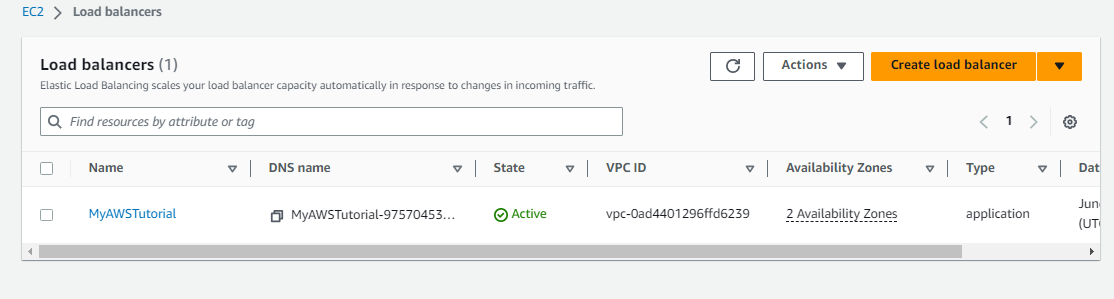 EC2 > Load balancers
Load balancers (1)
Actions
Create load balancer
Elastic Load Balancing scales your load balancer capacity automatically in response to changes in incoming traffic.
Find resources by attribute or tag
1
Name DNS name State VPC ID Availability Zones Type Dat
MyAWSTutorial MyAWSTutorial-97570453... Active vpc-0ad4401296ffd6239 2 Availability Zones application June
(UTC